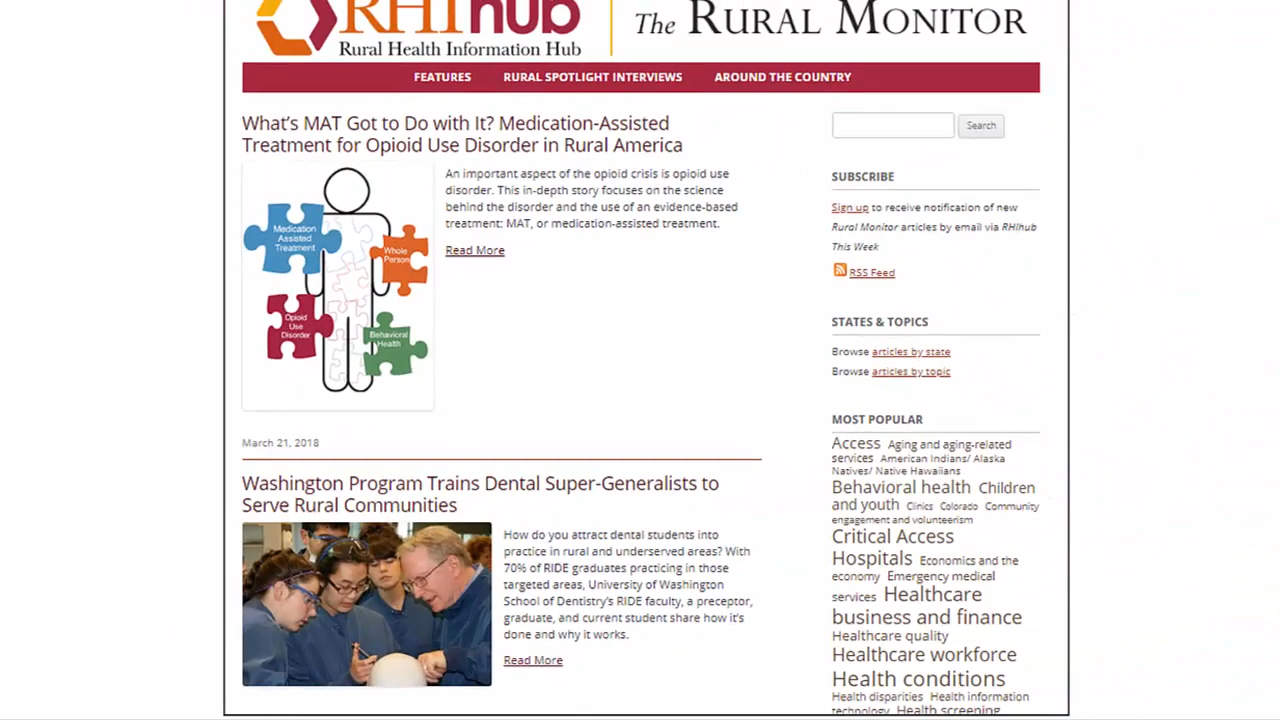 RHIhub
Rural Health Information Hub
The RURAL MONITOR
FEATURES RURAL SPOTLIGHT INTERVIEWS AROUND THE COUNTRY
What's MAT Got to Do with It? Medication-Assisted
Treatment for Opioid Use Disorder in Rural America
Medication
Assisted
Treatment
Whole
Person
Opioid
Use
Disorder
Behavioral
Health
An important aspect of the opioid crisis is opioid use
disorder. This in-depth story focuses on the science
behind the disorder and the use of an evidence-based
treatment: MAT, or medication-assisted treatment.
Read More
March 21, 2018
Washington Program Trains Dental Super-Generalists to
Serve Rural Communities
How do you attract dental students into
practice in rural and underserved areas? With
70% of RIDE graduates practicing in those
targeted areas, University of Washington
School of Dentistry's RIDE faculty, a preceptor,
graduate, and current student share how it's
done and why it works.
Read More
Search
SUBSCRIBE
Sign up to receive notification of new
Rural Monitor articles by email via RHIhub
This Week
RSS Feed
STATES & TOPICS
Browse articles by state
Browse articles by topic
MOST POPULAR
Access Aging and aging-related
services American Indians/ Alaska
Natives/ Native Hawaiians
Behavioral health Children
and youth Clinics Colorado Community
engagement and volunteerism
Critical Access
Hospitals Economics and the
economy Emergency medical
services Healthcare
business and finance
Healthcare quality
Healthcare workforce
Health conditions
Health disparities Health information
technology Health screening